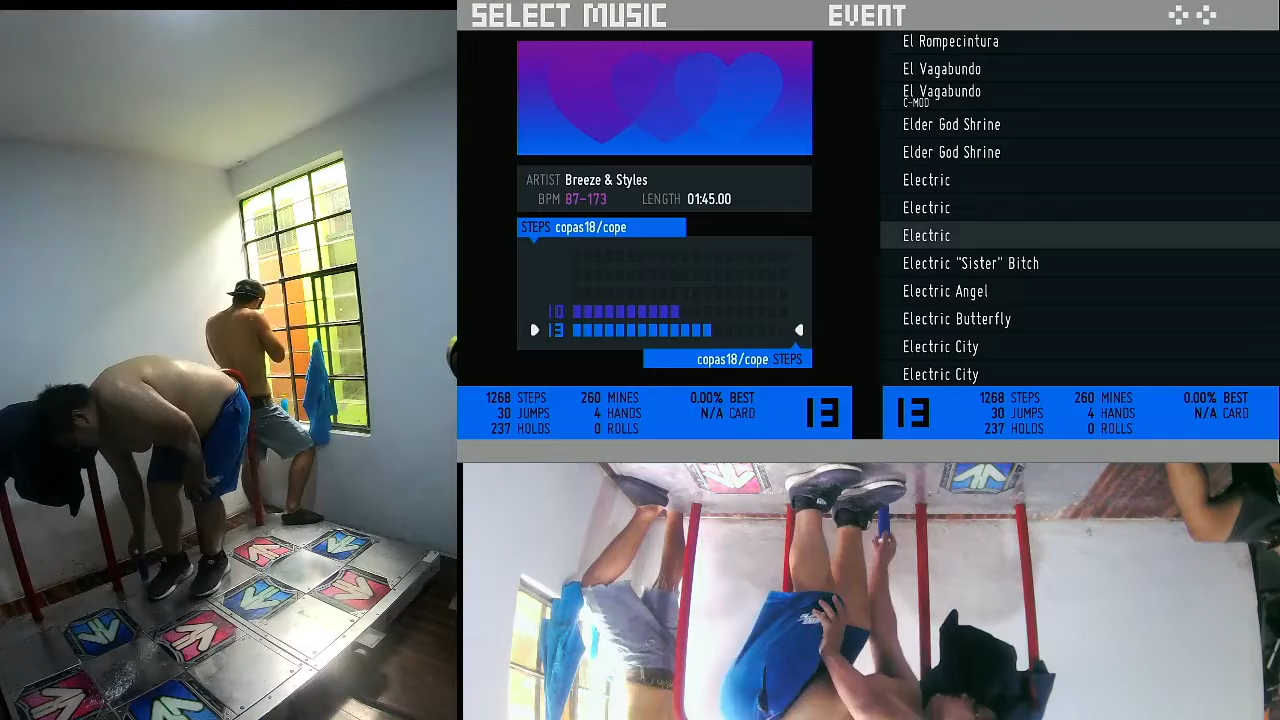 SELECT MUSIC
EVENT
ARTIST Breeze & Styles
BPM 87-173 LENGTH 01:45.00
STEPS copas18/cope
10
13
copas18/cope STEPS
1268 STEPS 260 MINES 0.00% BEST
30 JUMPS 4 HANDS N/A CARD
237 HOLDS 0 ROLLS
13
El Rompecintura
El Vagabundo
El Vagabundo
C-MOD
Elder God Shrine
Elder God Shrine
Electric
Electric
Electric
Electric "Sister" Bitch
Electric Angel
Electric Butterfly
Electric City
Electric City
13
1268 STEPS 260 MINES 0.00% BEST
30 JUMPS 4 HANDS N/A CARD
237 HOLDS 0 ROLLS